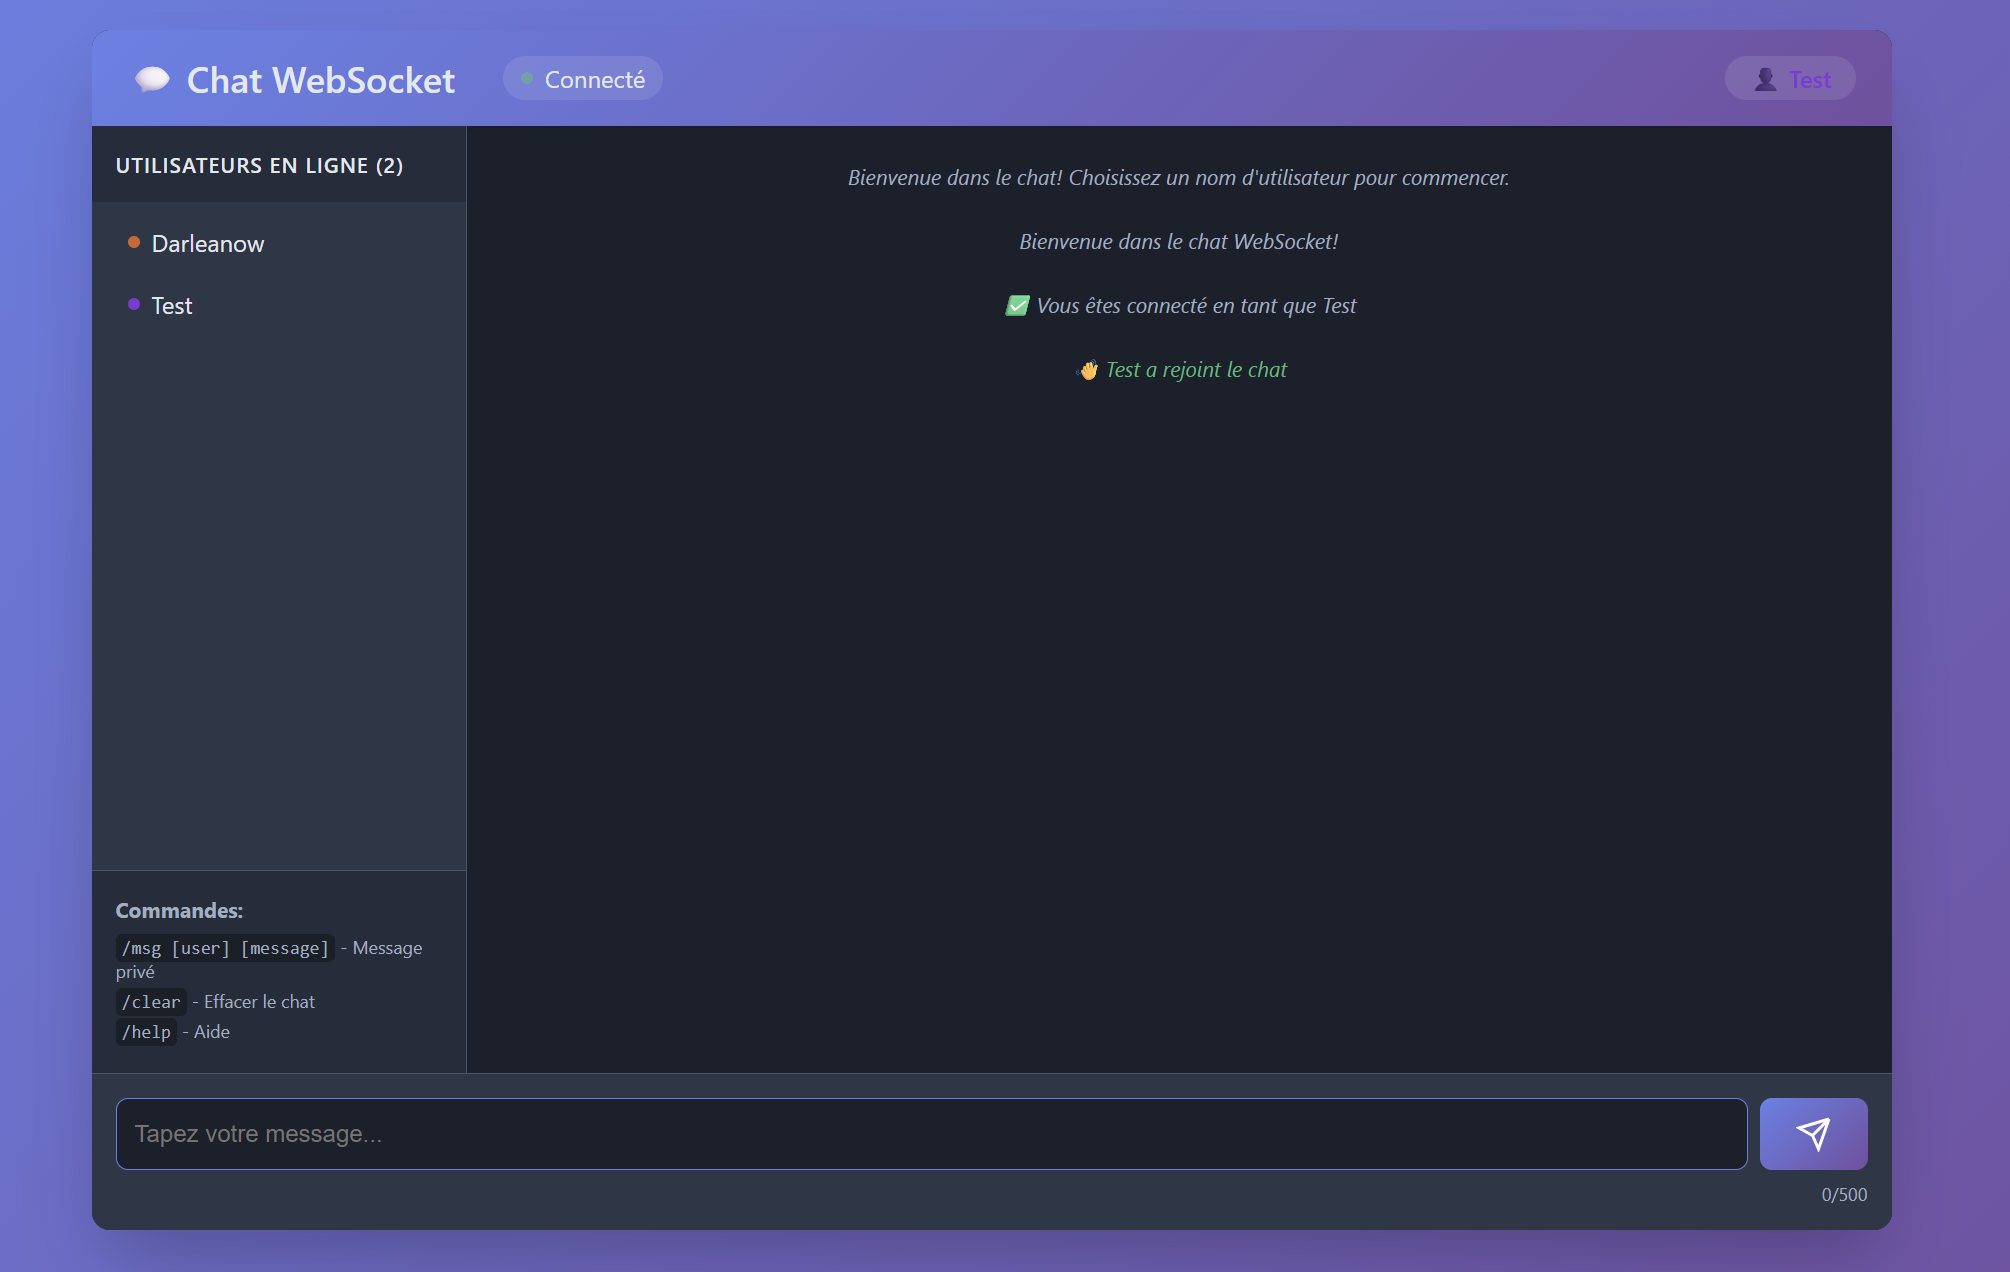 Chat WebSocket
Connecté
Test
UTILISATEURS EN LIGNE (2)
Darleanow
Test
Bienvenue dans le chat! Choisissez un nom d'utilisateur pour commencer.
Bienvenue dans le chat WebSocket!
✅ Vous êtes connecté en tant que Test
👋 Test a rejoint le chat
Commandes:
/msg [user] [message] - Message
privé
/clear - Effacer le chat
/help - Aide
Tapez votre message...
0/500